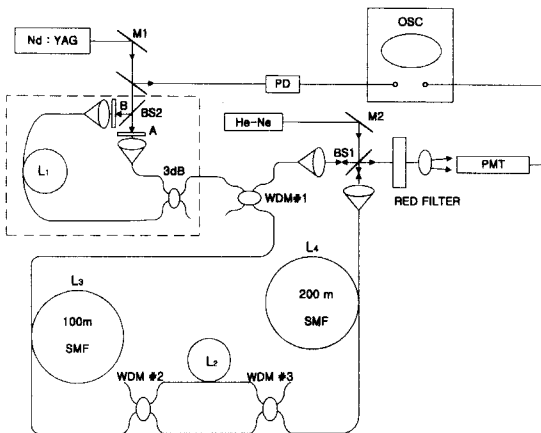 OSC
Nd : YAG
M1
PD
B
BS2
A
He-Ne
M2
BS1
PMT
RED FILTER
L1
3dB
WDM#1
L3
100m
SMF
L4
200 m
SMF
L2
WDM #2
WDM #3